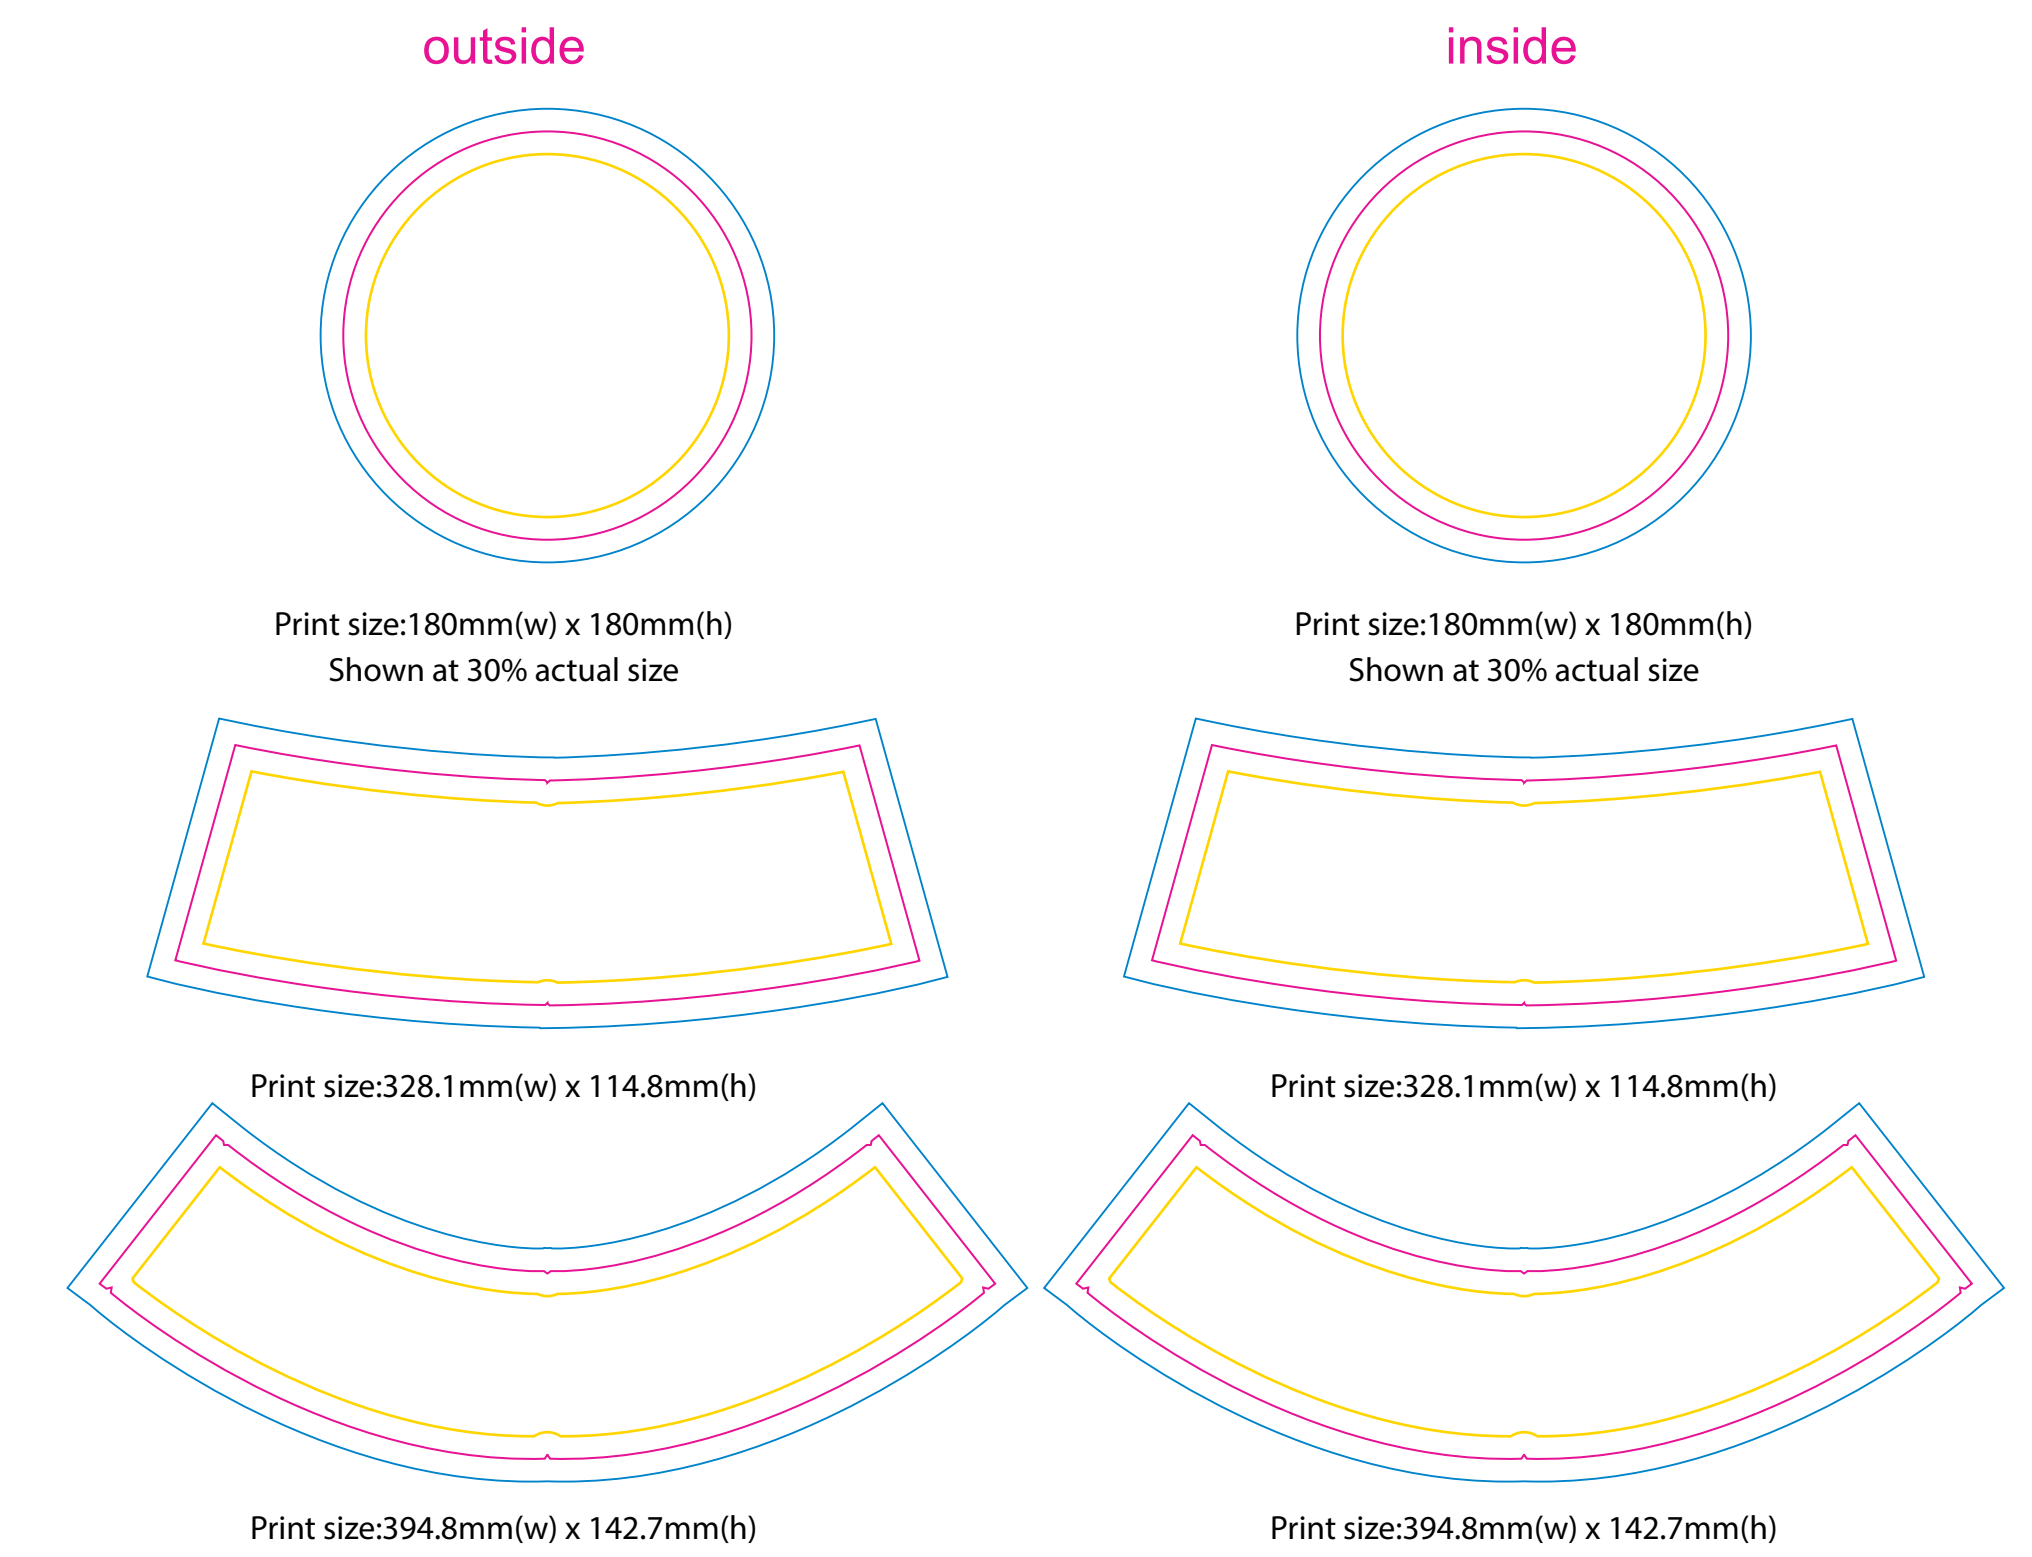 outside
inside
Print size:180mm(w) x 180mm(h)
Shown at 30% actual size
Print size:180mm(w) x 180mm(h)
Shown at 30% actual size
Print size:328.1mm(w) x 114.8mm(h)
Print size:328.1mm(w) x 114.8mm(h)
Print size:394.8mm(w) x 142.7mm(h)
Print size:394.8mm(w) x 142.7mm(h)